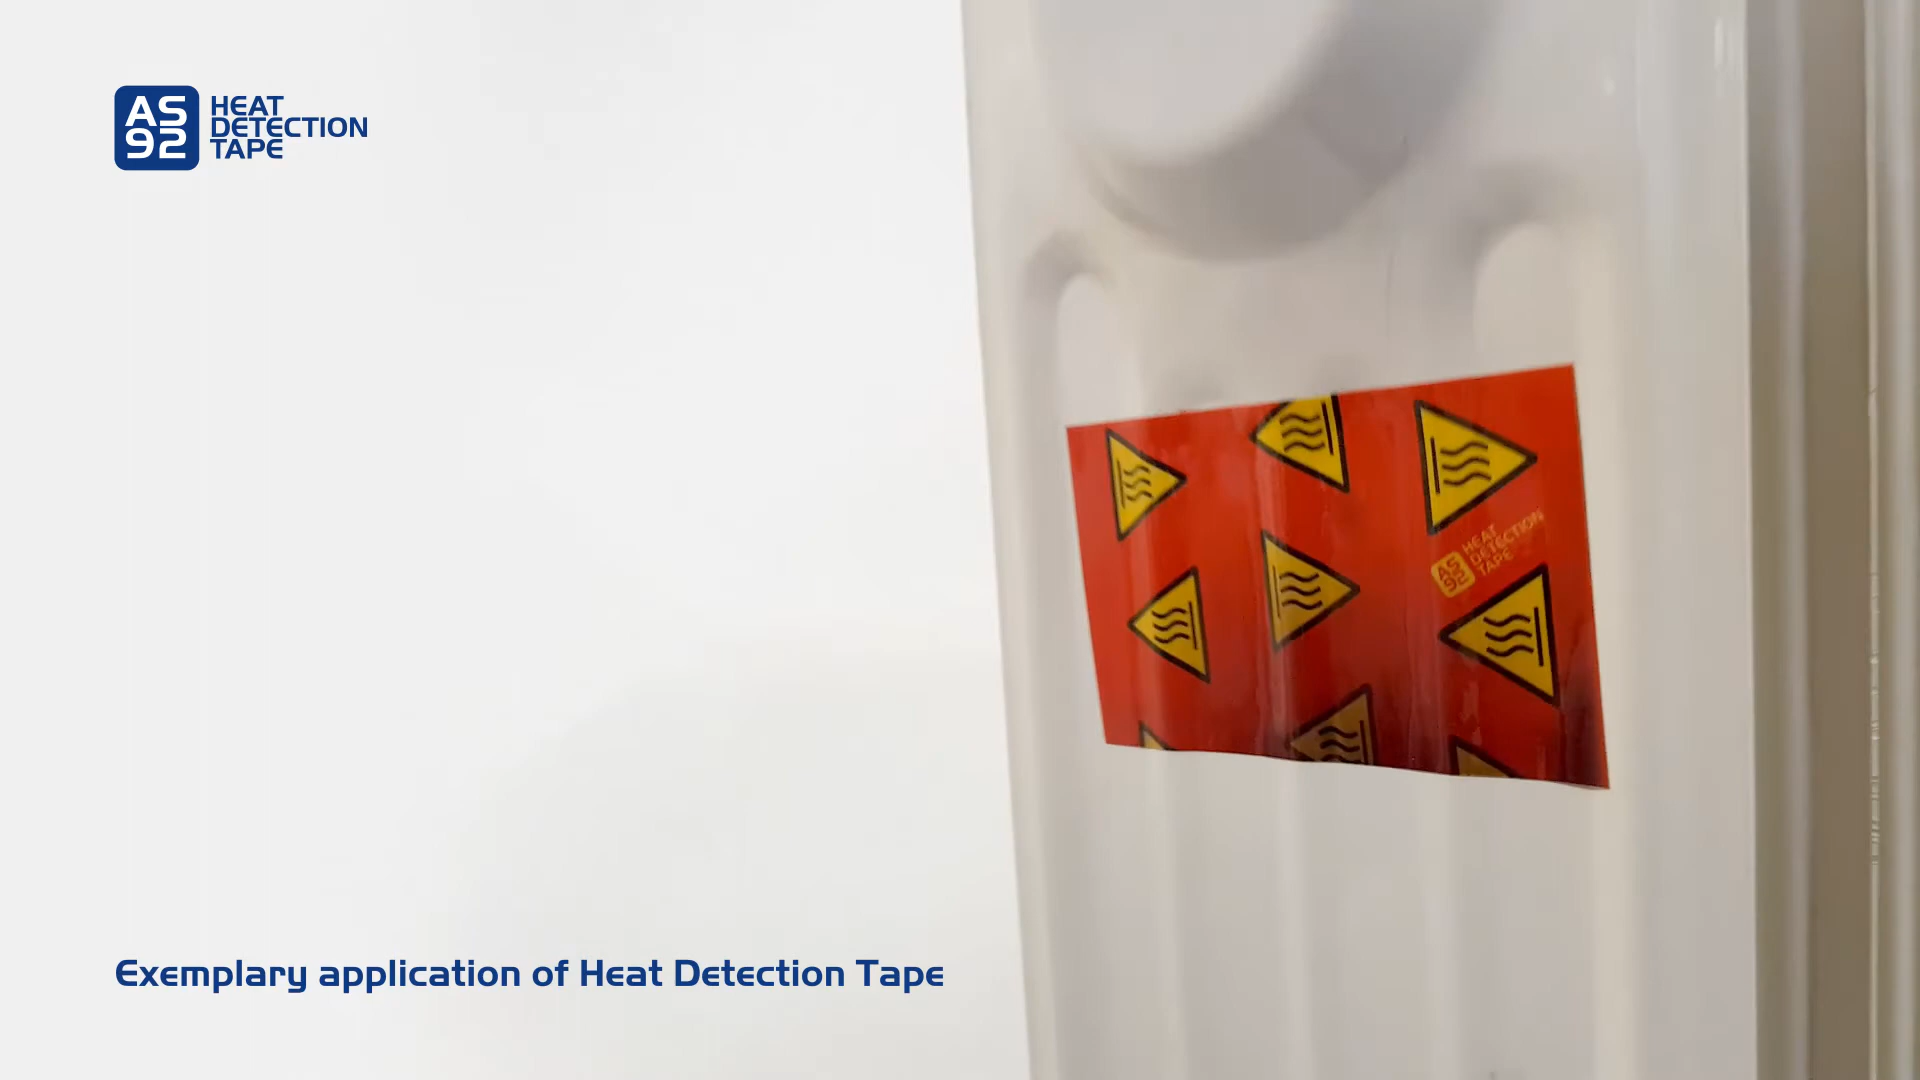 AS
92
HEAT
DETECTION
TAPE
AS
92
HEAT
DETECTION
TAPE
Exemplary application of Heat Detection Tape